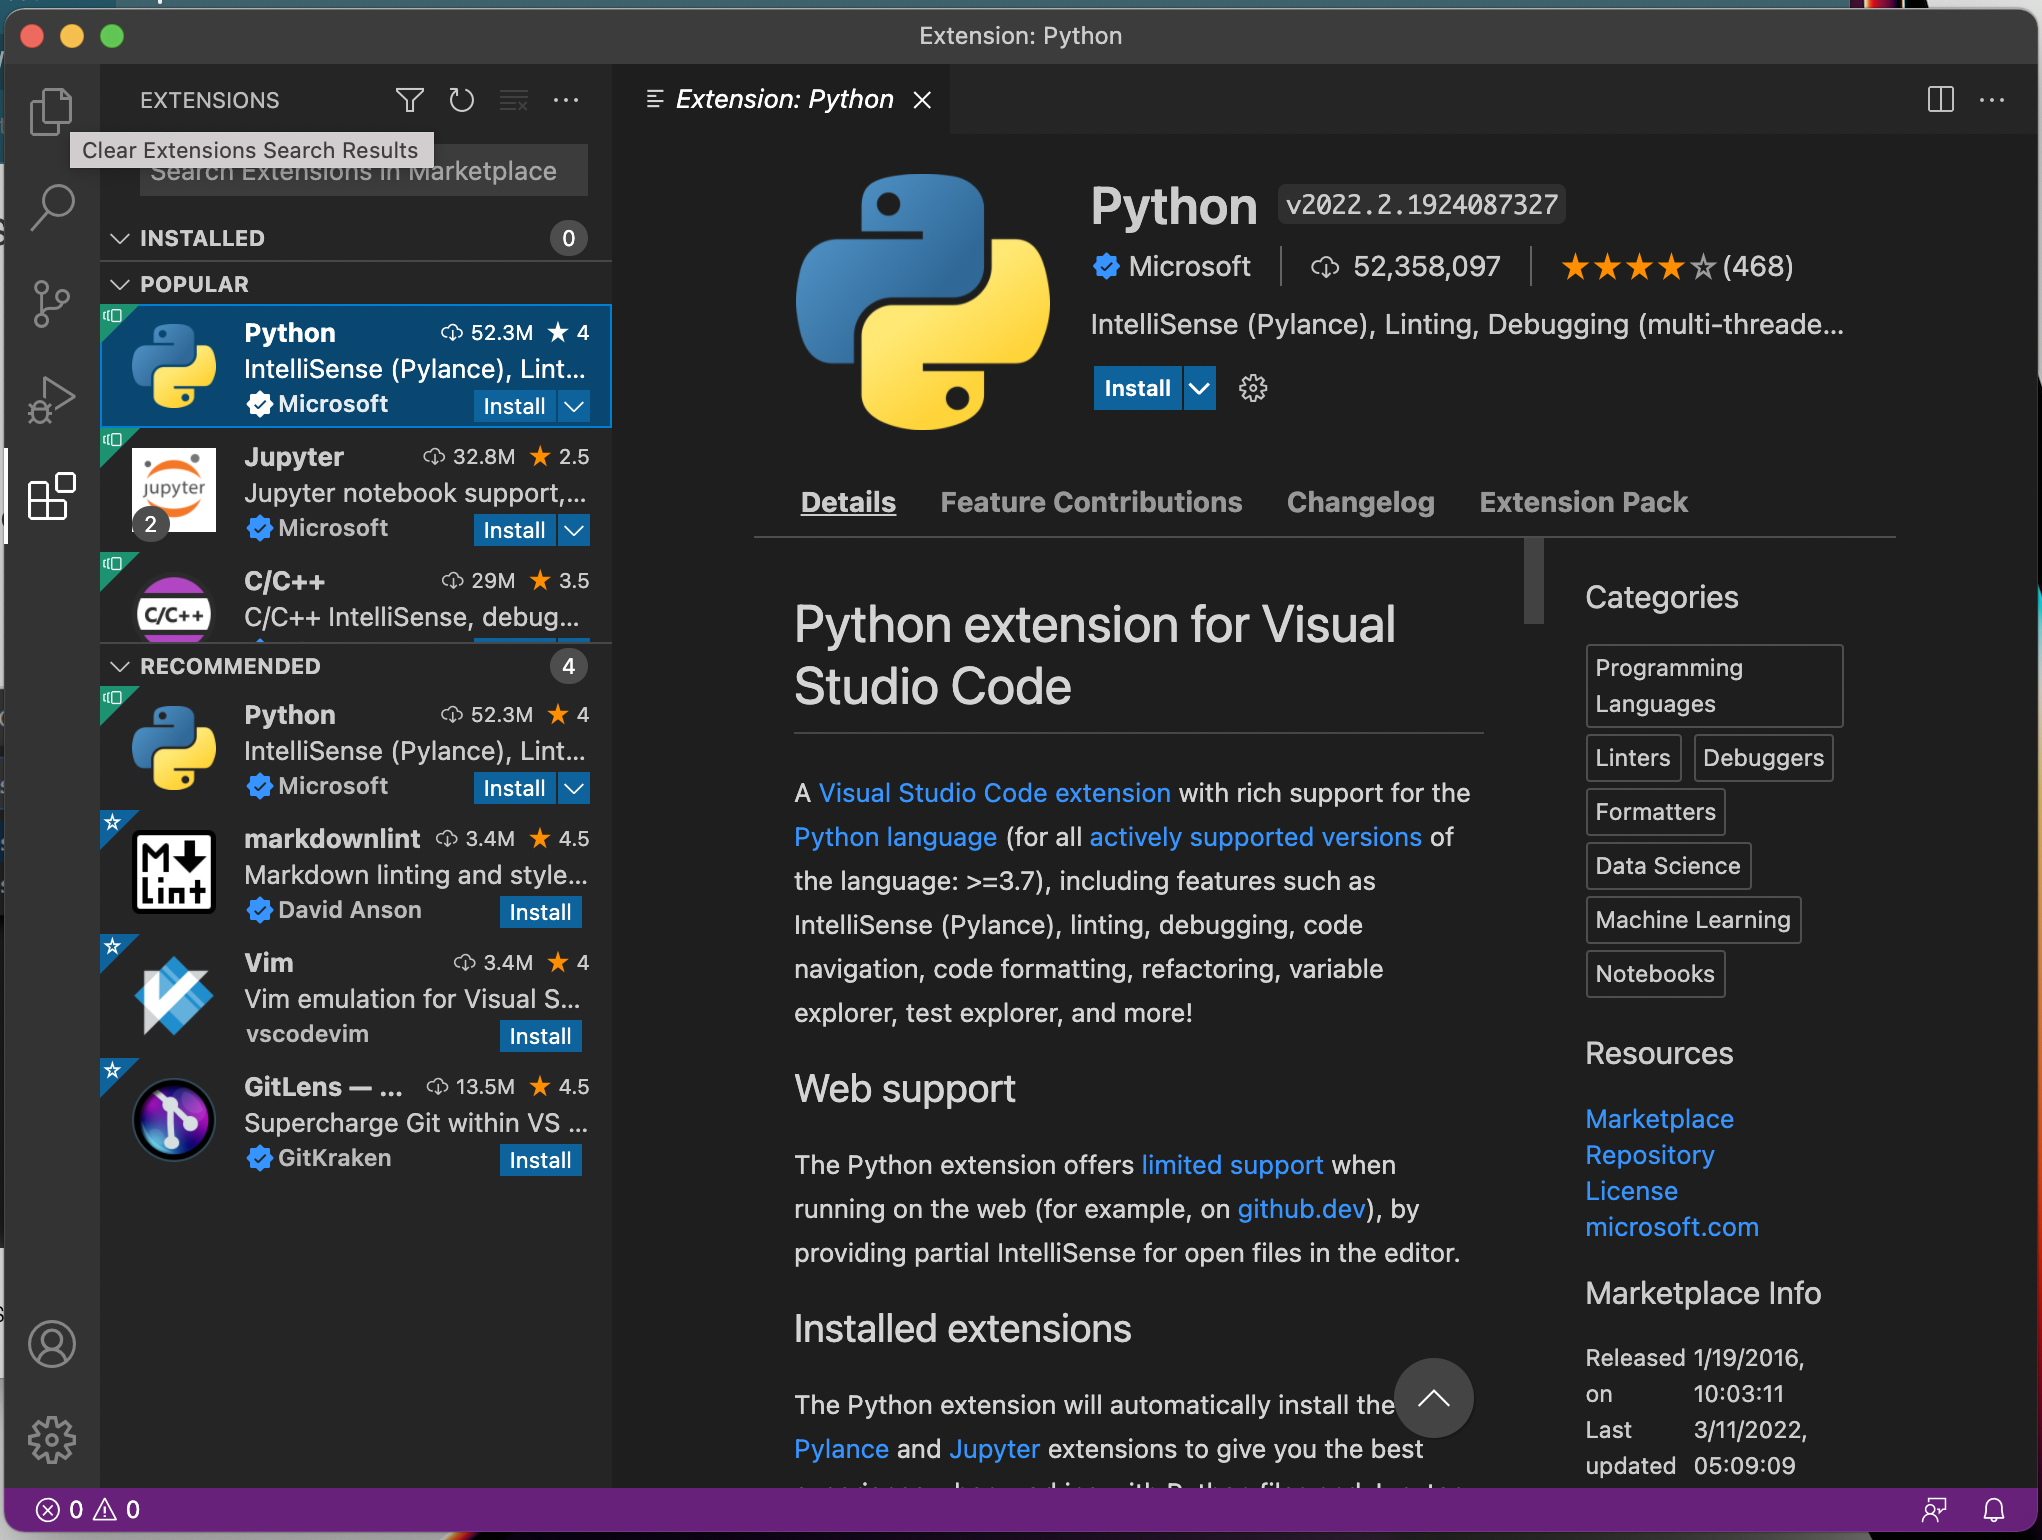 Extension: Python
EXTENSIONS
Clear Extensions Search Results
Search Extensions in Marketplace
INSTALLED
0
POPULAR
Python 52.3M 4
IntelliSense (Pylance), Lint...
Microsoft Install
jupyter
2
Jupyter 32.8M 2.5
Jupyter notebook support,...
Microsoft Install
C/C++
C/C++ 29M 3.5
C/C++ IntelliSense, debug...
RECOMMENDED
4
Python 52.3M 4
IntelliSense (Pylance), Lint...
Microsoft Install
M
Lint
markdownlint 3.4M 4.5
Markdown linting and style...
David Anson Install
Vim 3.4M 4
Vim emulation for Visual S...
vscodevim Install
GitLens — ... 13.5M 4.5
Supercharge Git within VS ...
GitKraken Install
Extension: Python
Python v2022.2.1924087327
Microsoft 52,358,097 (468)
IntelliSense (Pylance), Linting, Debugging (multi-threade...
Install
Details Feature Contributions Changelog Extension Pack
Python extension for Visual
Studio Code
A Visual Studio Code extension with rich support for the
Python language (for all actively supported versions of
the language: >=3.7), including features such as
IntelliSense (Pylance), linting, debugging, code
navigation, code formatting, refactoring, variable
explorer, test explorer, and more!
Web support
The Python extension offers limited support when
running on the web (for example, on github.dev), by
providing partial IntelliSense for open files in the editor.
Installed extensions
The Python extension will automatically install the
Pylance and Jupyter extensions to give you the best
Categories
Programming
Languages
Linters Debuggers
Formatters
Data Science
Machine Learning
Notebooks
Resources
Marketplace
Repository
License
microsoft.com
Marketplace Info
Released 1/19/2016,
on 10:03:11
Last 3/11/2022,
updated 05:09:09
0 0